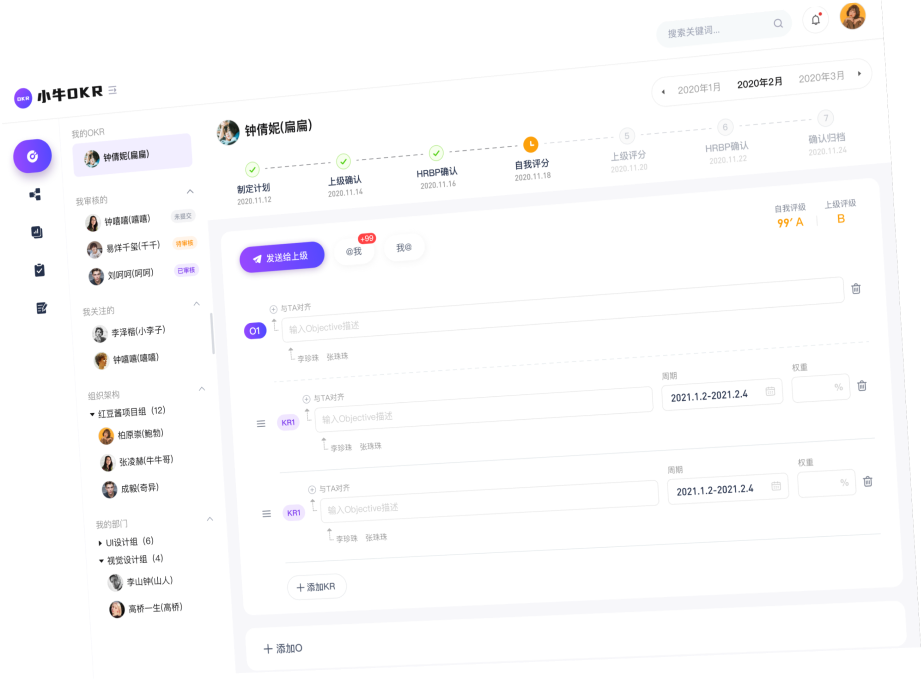 搜索关键词...
OKR 小牛OKR
2020年1月 2020年2月 2020年3月
我的OKR
钟倩妮(扁扁)
我审核的
钟嘻嘻(嘻嘻) 未提交
易烊千玺(千千) 待审核
刘呵呵(呵呵) 已审核
我关注的
李泽楷(小李子)
钟嘻嘻(嘻嘻)
组织架构
红豆酱项目组 (12)
柏原崇(鲍勃)
张凌赫(牛牛哥)
成毅(奇异)
我的部门
UI设计组 (6)
视觉设计组 (4)
李山钟(山人)
高桥一生(高桥)
钟倩妮(扁扁)
制定计划
2020.11.12
上级确认
2020.11.14
HRBP确认
2020.11.16
自我评分
2020.11.18
5
上级评分
2020.11.20
6
HRBP确认
2020.11.22
7
确认归档
2020.11.24
发送给上级 @我 +99 我@
自我评级 上级评级
99′ A B
与TA对齐
O1 输入Objective描述
李珍珠 张珠珠
与TA对齐 周期 权重
KR1 输入Objective描述 2021.1.2-2021.2.4 %
李珍珠 张珠珠
与TA对齐 周期 权重
KR1 输入Objective描述 2021.1.2-2021.2.4 %
李珍珠 张珠珠
添加KR
添加O